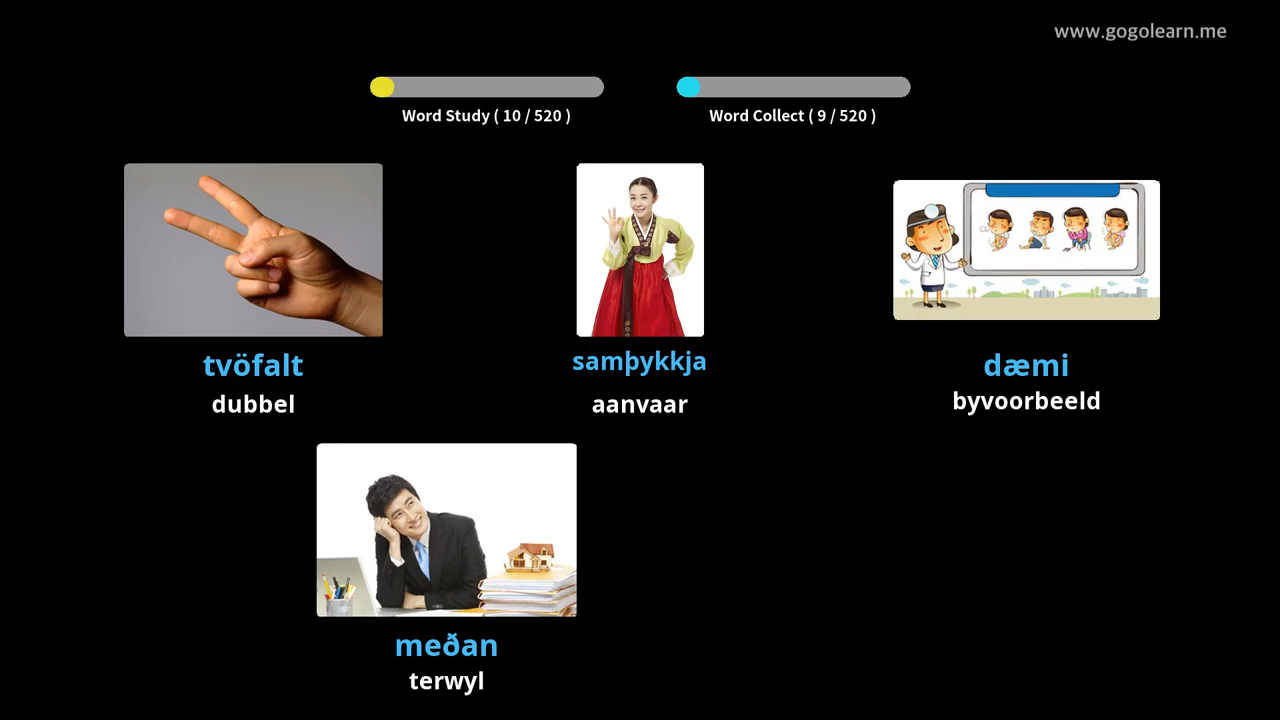 www.gogolearn.me
Word Study ( 10 / 520 )
Word Collect ( 9 / 520 )
tvöfalt
dubbel
samþykkja
aanvaar
dæmi
byvoorbeeld
meðan
terwyl